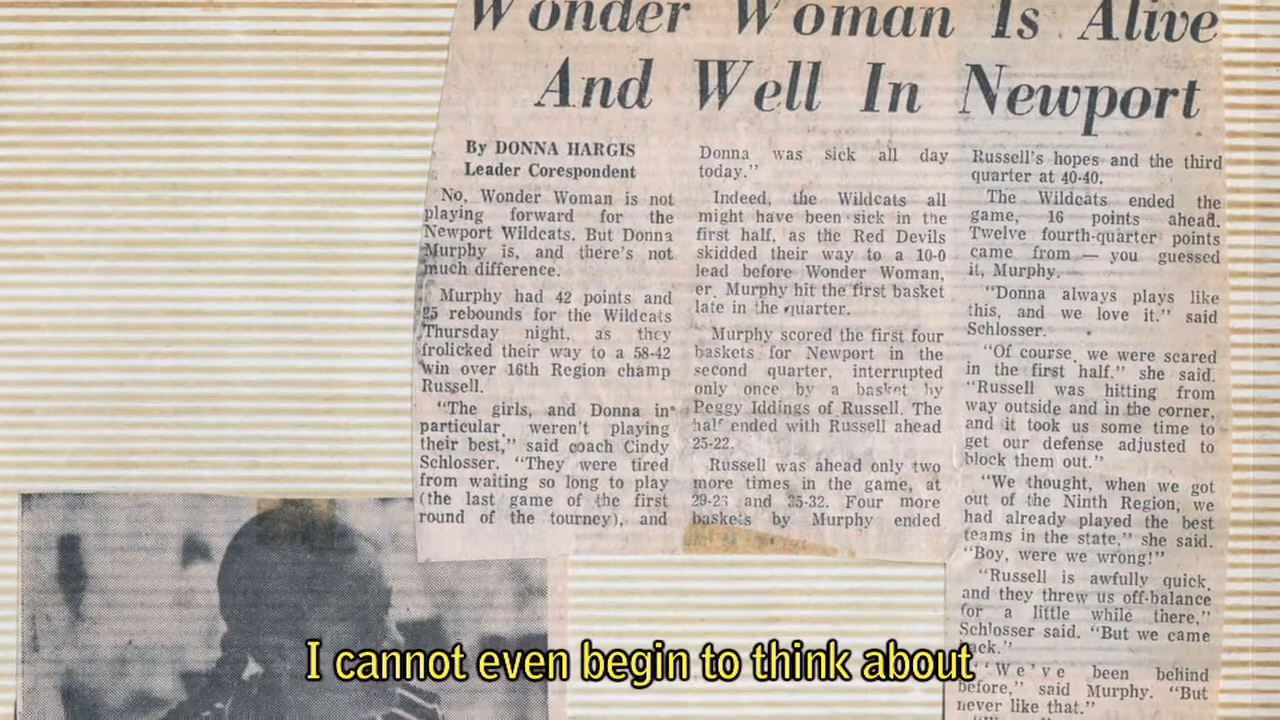 Wonder Woman Is Alive
And Well In Newport
By DONNA HARGIS
Leader Corespondent
No, Wonder Woman is not
playing forward for the
Newport Wildcats. But Donna
Murphy is, and there's not
much difference.
Murphy had 42 points and
25 rebounds for the Wildcats
Thursday night, as they
frolicked their way to a 58-42
win over 16th Region champ
Russell.
"The girls, and Donna in
particular, weren't playing
their best," said coach Cindy
Schlosser. "They were tired
from waiting so long to play
(the last game of the first
round of the tourney), and
Donna was sick all day
today."
Indeed, the Wildcats all
might have been sick in the
first half, as the Red Devils
skidded their way to a 10-0
lead before Wonder Woman,
er, Murphy hit the first basket
late in the quarter.
Murphy scored the first four
baskets for Newport in the
second quarter, interrupted
only once by a basket by
Peggy Iddings of Russell. The
half ended with Russell ahead
25-22.
Russell was ahead only two
more times in the game, at
and 35-32. Four more
baskets by Murphy ended
Russell's hopes and the third
quarter at 40-40.
The Wildcats ended the
game, 16 points ahead.
Twelve fourth-quarter points
came from — you guessed
it, Murphy.
"Donna always plays like
this, and we love it." said
Schlosser.
"Of course, we were scared
in the first half." she said.
"Russell was hitting from
way outside and in the corner,
and it took us some time to
get our defense adjusted to
block them out."
"We thought, when we got
out of the Ninth Region, we
had already played the best
teams in the state," she said.
"Boy, were we wrong!"
"Russell is awfully quick,
and they threw us off-balance
for a little while there,"
Schlosser said. "But we came
back."
"We've been behind
before," said Murphy. "But
never like that."
I cannot even begin to think about